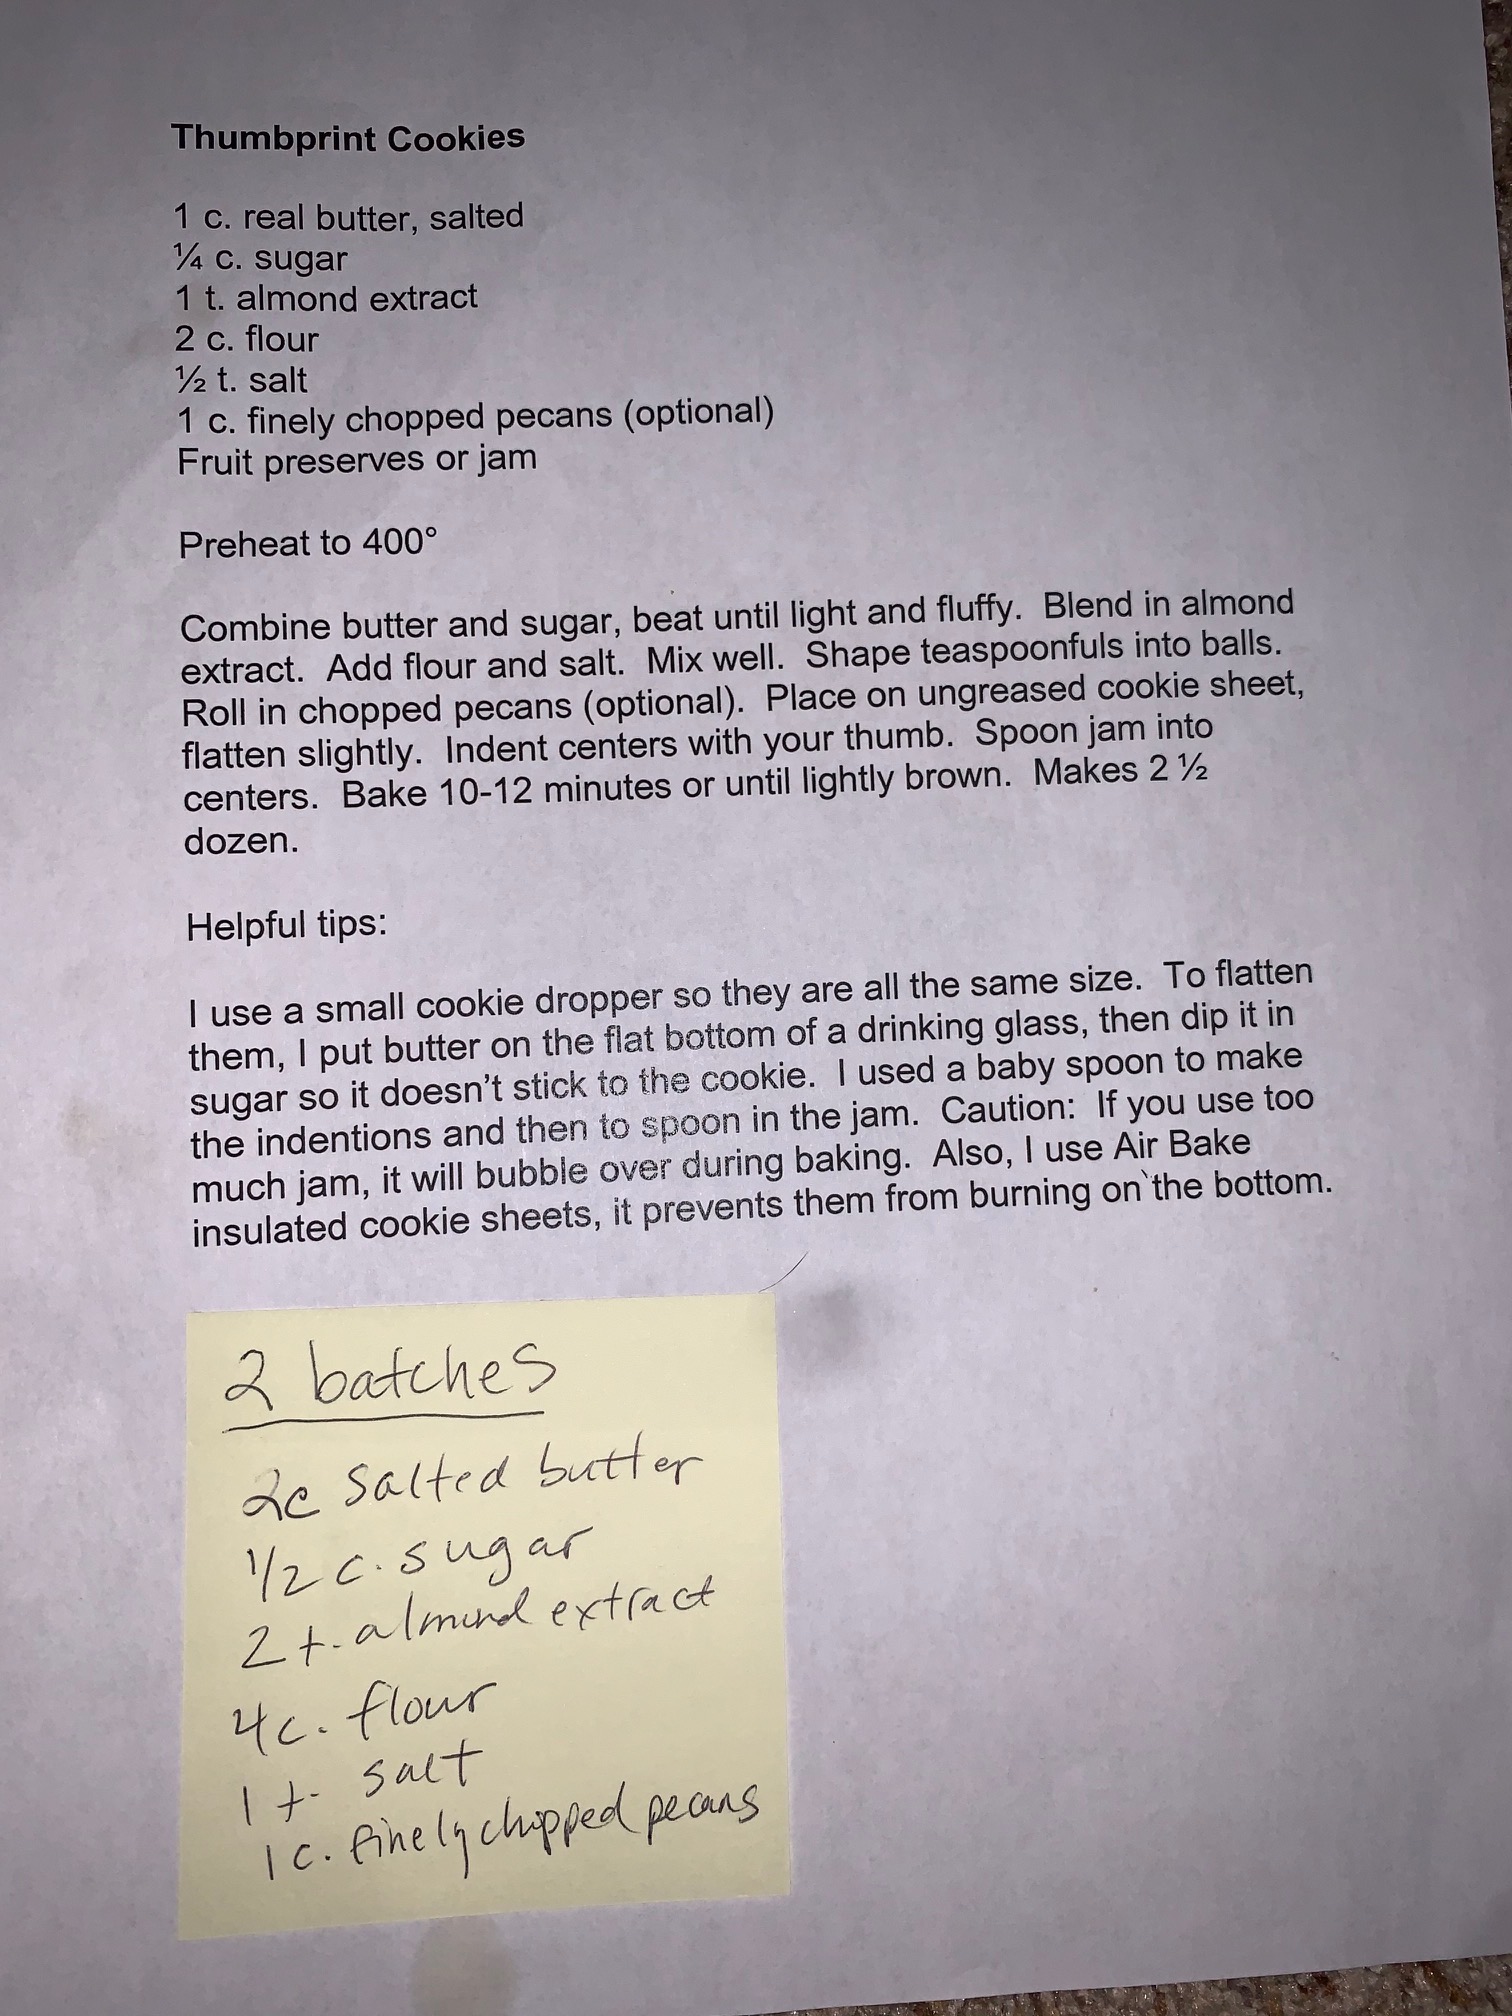 Thumbprint Cookies
1 c. real butter, salted
¼ c. sugar
1 t. almond extract
2 c. flour
½ t. salt
1 c. finely chopped pecans (optional)
Fruit preserves or jam
Preheat to 400°
Combine butter and sugar, beat until light and fluffy. Blend in almond
extract. Add flour and salt. Mix well. Shape teaspoonfuls into balls.
Roll in chopped pecans (optional). Place on ungreased cookie sheet,
flatten slightly. Indent centers with your thumb. Spoon jam into
centers. Bake 10-12 minutes or until lightly brown. Makes 2 ½
dozen.
Helpful tips:
I use a small cookie dropper so they are all the same size. To flatten
them, I put butter on the flat bottom of a drinking glass, then dip it in
sugar so it doesn't stick to the cookie. I used a baby spoon to make
the indentions and then to spoon in the jam. Caution: If you use too
much jam, it will bubble over during baking. Also, I use Air Bake
insulated cookie sheets, it prevents them from burning on the bottom.
2 batches
2c salted butter
1/2 c. sugar
2 t. almond extract
4c. flour
1 t. salt
1 c. finely chopped pecans